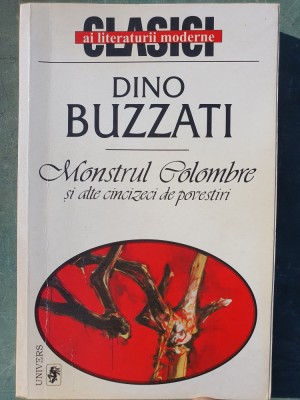 CLASICI
ai literaturii moderne
DINO
BUZZATI
Monstrul Colombre
și alte cincizeci de povestiri
UNIVERS